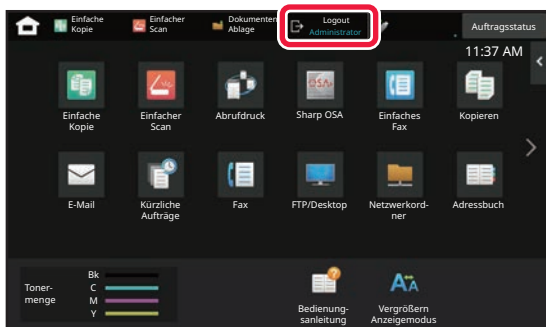 Einfache
Kopie
Einfacher
Scan
Dokumenten
Ablage
Logout
Administrator
Auftragsstatus
11:37 AM
Einfache
Kopie
Einfacher
Scan
Abrufdruck
OSA
Sharp OSA
Einfaches
Fax
Kopieren
E-Mail
Kürzliche
Aufträge
Fax
FTP/Desktop
Netzwerkord-
ner
Adressbuch
Toner-
menge
Bk
C
M
Y
Bedienung-
sanleitung
AA
Vergrößern
Anzeigemodus